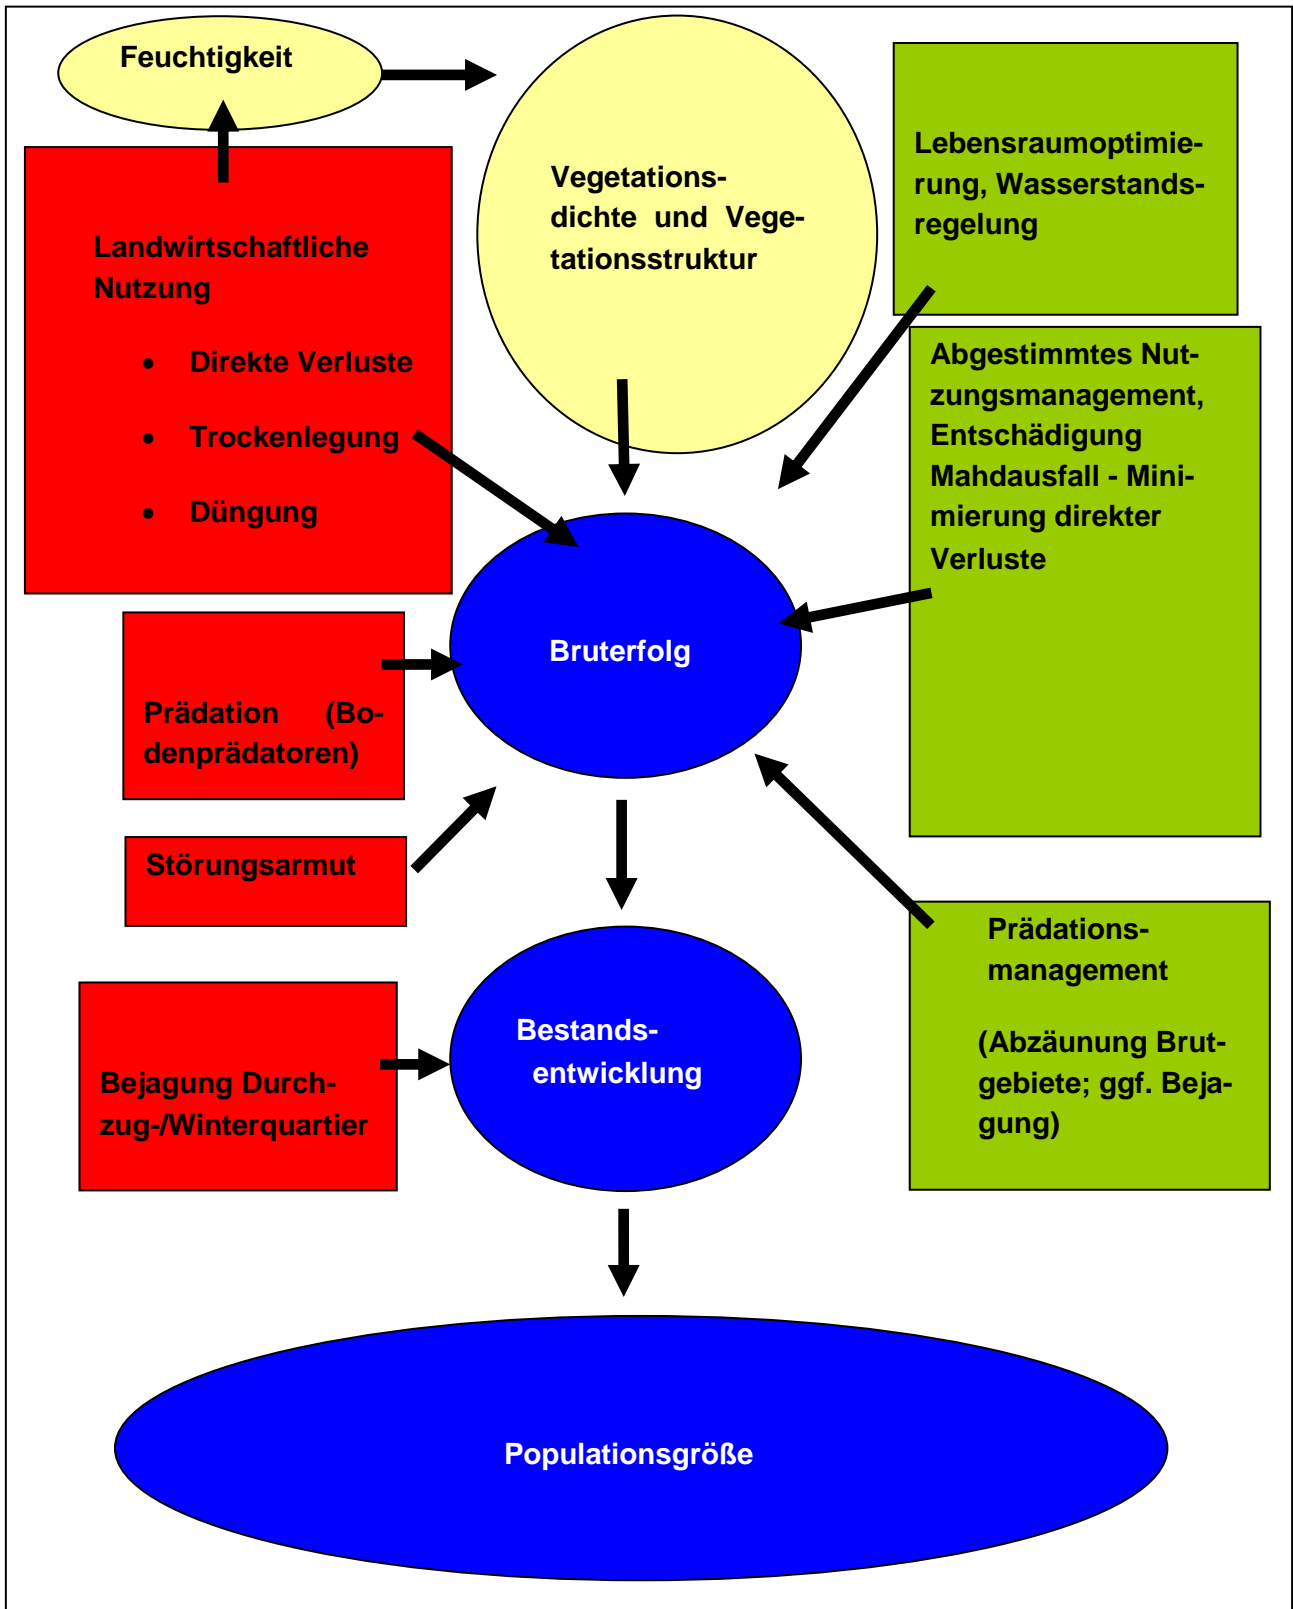 Feuchtigkeit
Vegetations-
dichte und Vege-
tationsstruktur
Lebensraumoptimie-
rung, Wasserstands-
regelung
Landwirtschaftliche
Nutzung
• Direkte Verluste
• Trockenlegung
• Düngung
Abgestimmtes Nut-
zungsmanagement,
Entschädigung
Mahdausfall - Mini-
mierung direkter
Verluste
Bruterfolg
Prädation (Bo-
denprädatoren)
Störungsarmut
Prädations-
management
(Abzäunung Brut-
gebiete; ggf. Beja-
gung)
Bestands-
entwicklung
Bejagung Durch-
zug-/Winterquartier
Populationsgröße